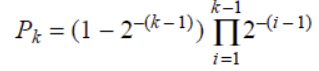 P_k = (1 − 2^{−(k−1)}) ∏_{i=1}^{k−1} 2^{−(i−1)}